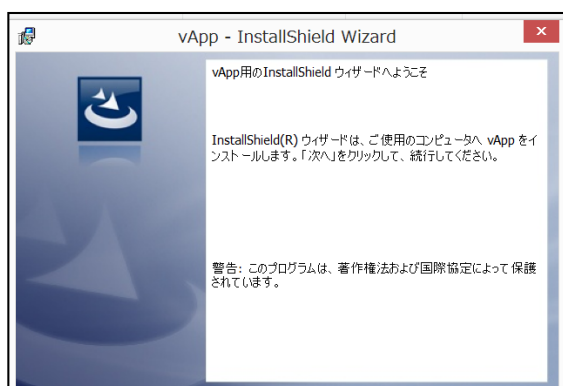 vApp - InstallShield Wizard
vApp用のInstallShield ウィザードへようこそ
InstallShield(R) ウィザードは、ご使用のコンピュータへ vApp をイ
ンストールします。「次へ」をクリックして、続行してください。
警告: このプログラムは、著作権法および国際協定によって保護
されています。